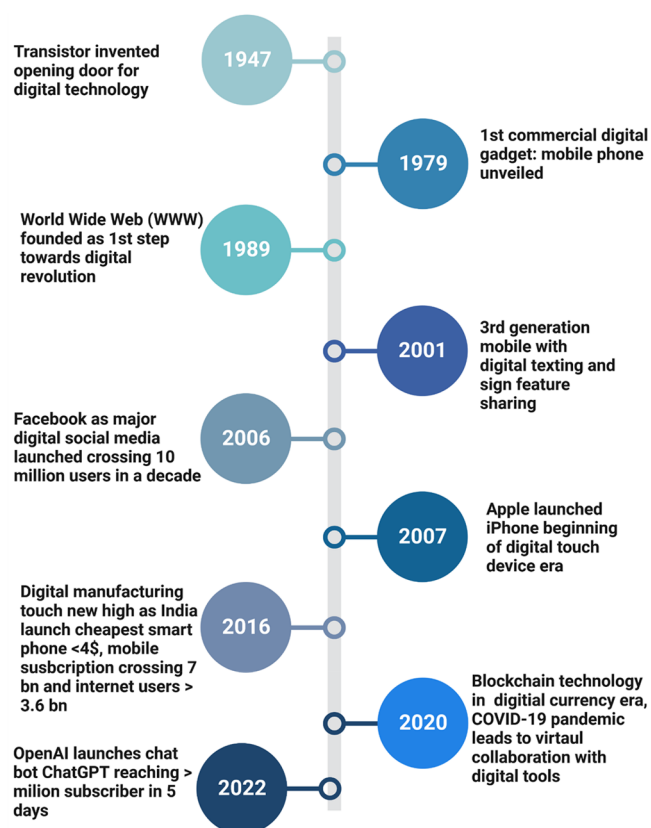 Transistor invented
opening door for
digital technology
1947
1979
1st commercial digital
gadget: mobile phone
unveiled
World Wide Web (WWW)
founded as 1st step
towards digital
revolution
1989
2001
3rd generation
mobile with
digital texting and
sign feature
sharing
Facebook as major
digital social media
launched crossing 10
million users in a decade
2006
2007
Apple launched
iPhone beginning
of digital touch
device era
Digital manufacturing
touch new high as India
launch cheapest smart
phone <4$, mobile
susbcription crossing 7
bn and internet users >
3.6 bn
2016
2020
Blockchain technology
in digitial currency era,
COVID-19 pandemic
leads to virtaul
collaboration with
digital tools
OpenAI launches chat
bot ChatGPT reaching >
milion subscriber in 5
days
2022